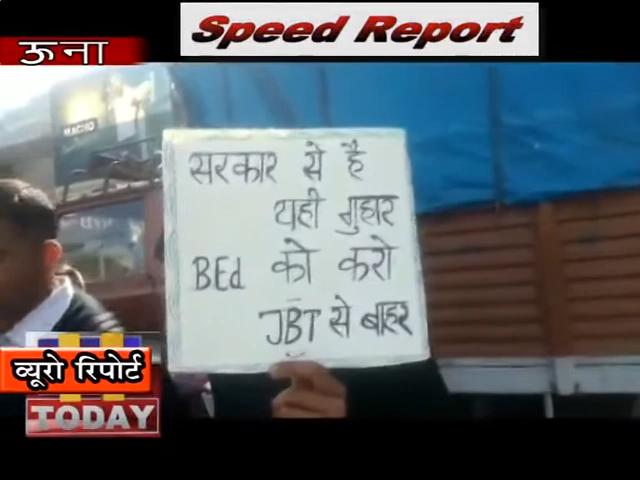 Speed Report
ऊना
सरकार से है
यही गुहार
BEd को करो
JBT से बाहर
ब्यूरो रिपोर्ट
TODAY